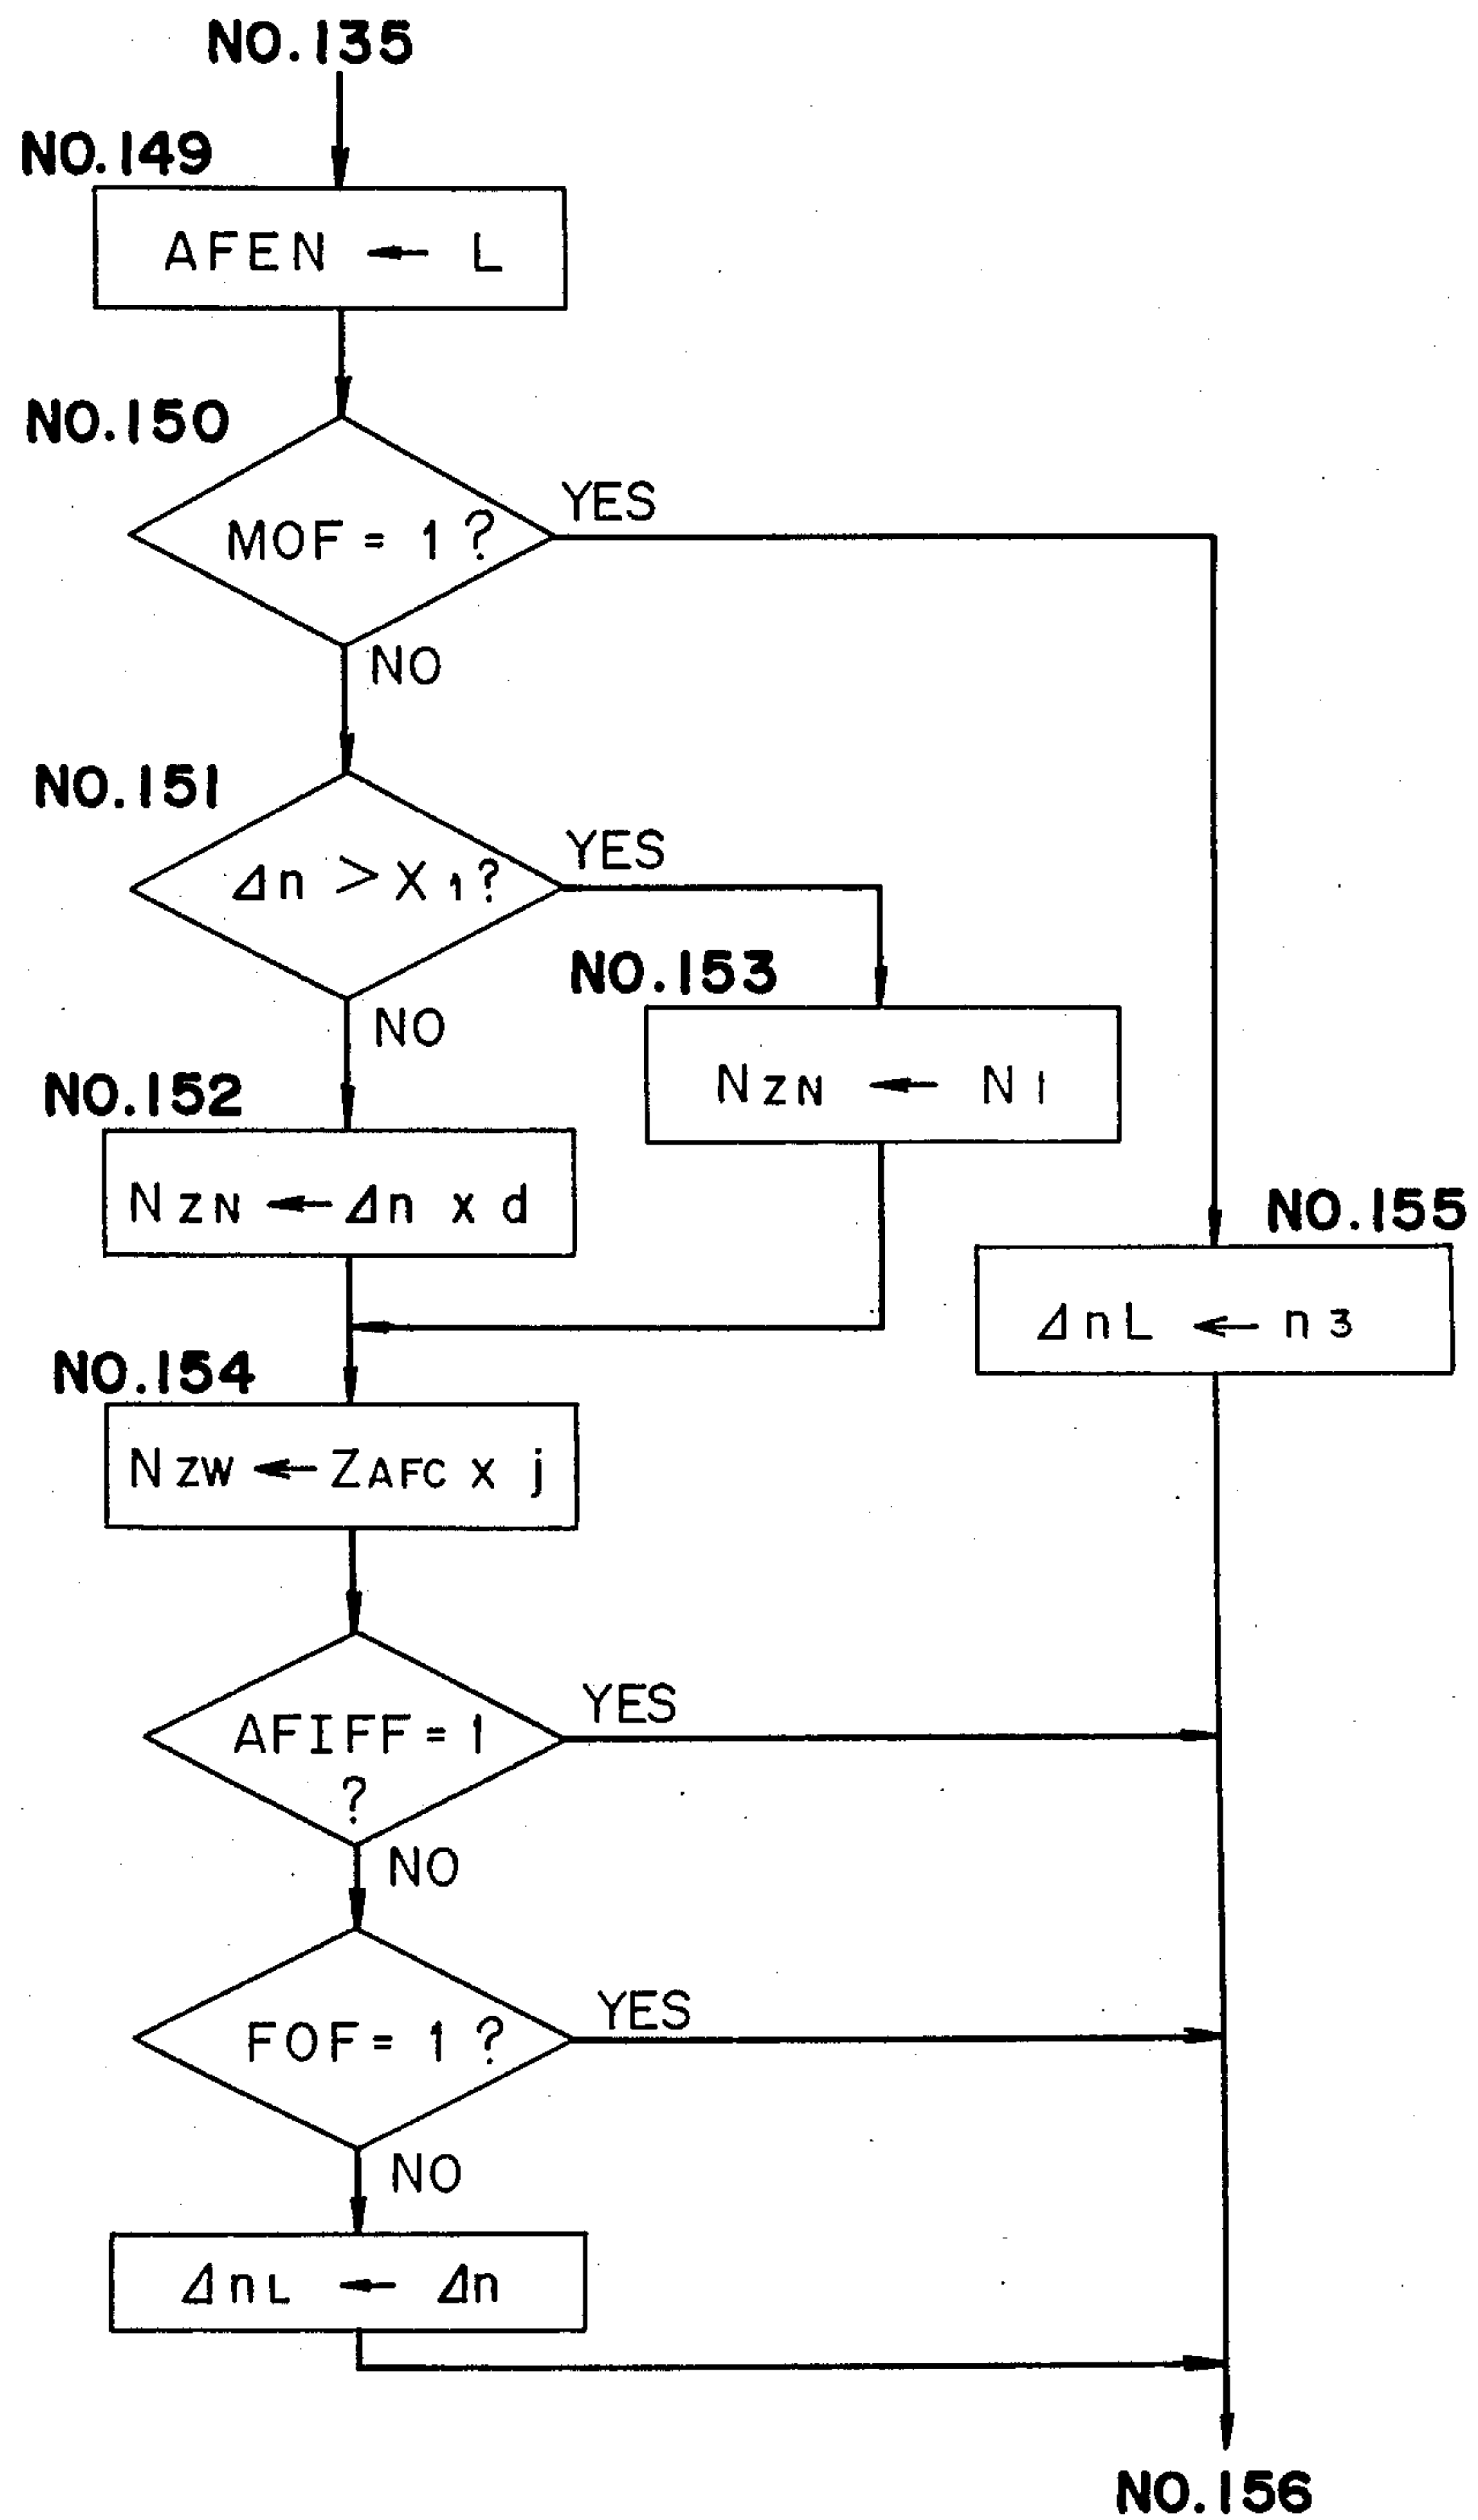 NO.135
NO.149
AFEN ← L
NO.150
MOF = 1 ?
YES
NO
NO.151
Δn > X1?
YES
NO
NO.153
NZN ← N1
NO.152
NZN ← Δn x d
NO.155
ΔnL ← n3
NO.154
NZW ← ZAFC x j
AFIFF = 1
?
YES
NO
FOF = 1 ?
YES
NO
ΔnL ← Δn
NO.156